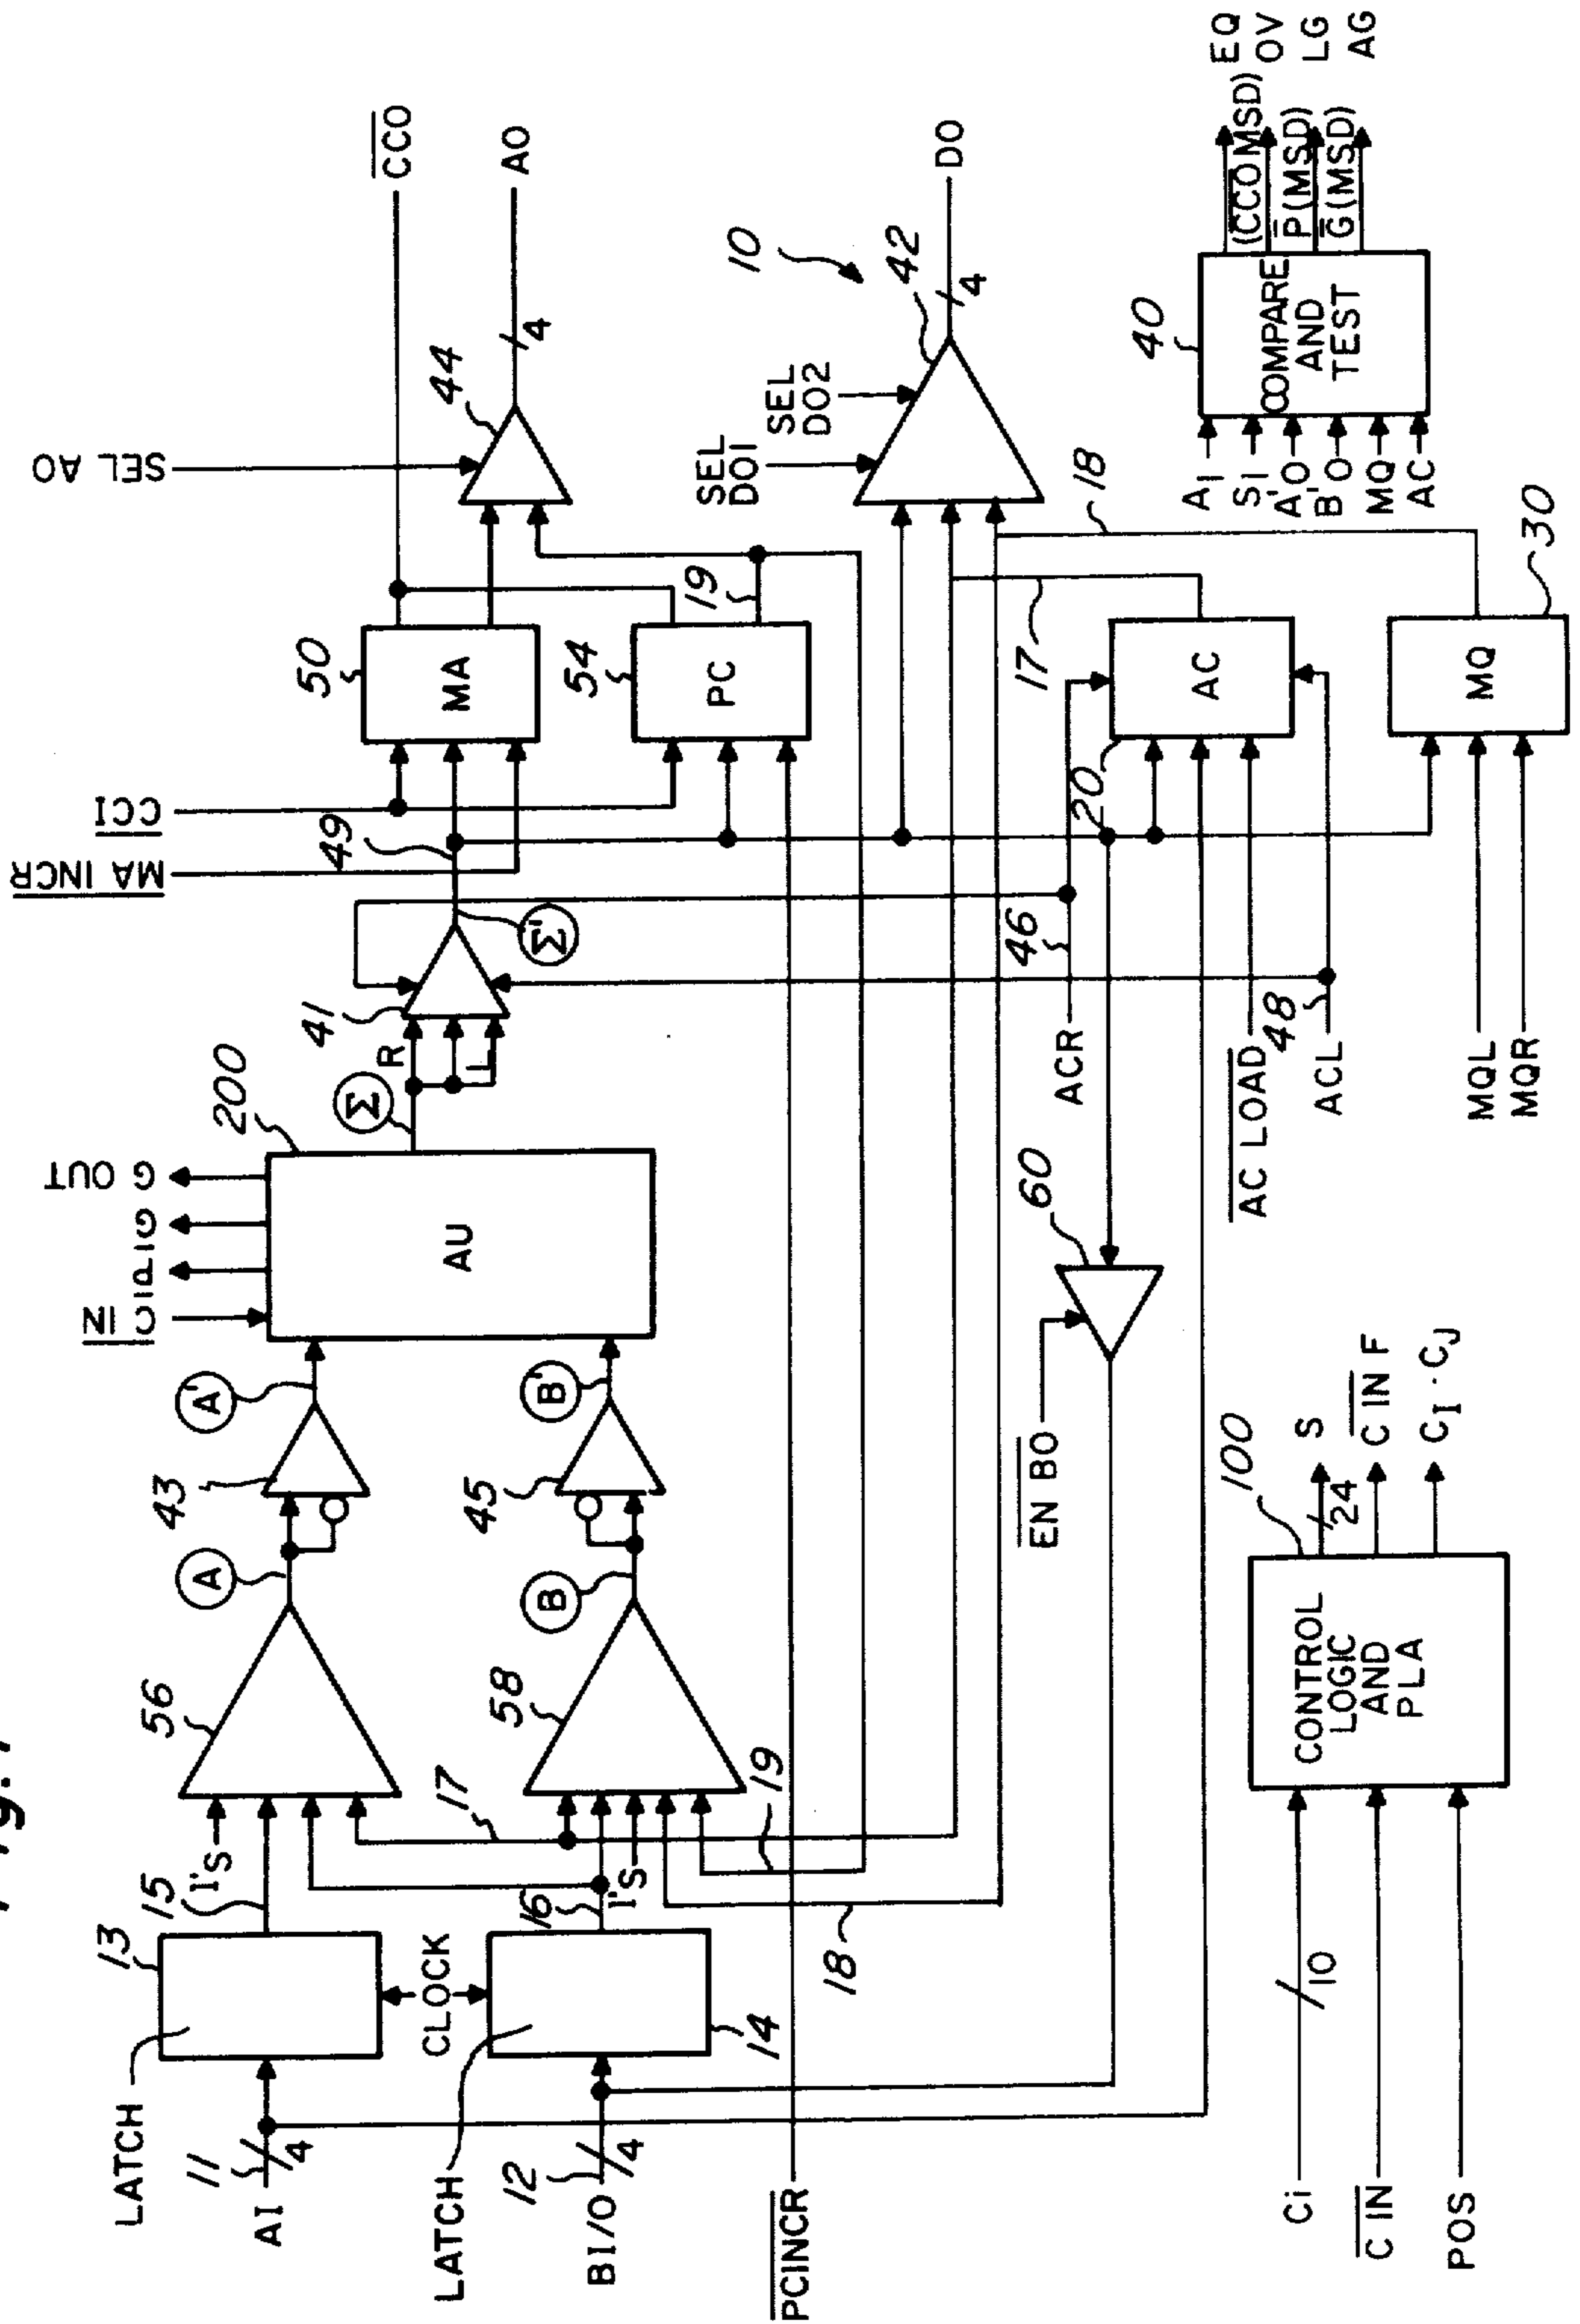 Fig. 1
CCO
AO
SEL AO
44
4
50
MA
54
PC
19
CCI
MA INCR
49
Σ'
41
R
L
Σ
200
AU
G OUT
G
P
C IN
A'
B'
43
45
A
B
56
58
1'S
15
17
16
1'S
19
18
13
LATCH
11
AI
4
CLOCK
LATCH
14
12
BI/O
4
PCINCR
10
42
DO
4
SEL
DO1
SEL
DO2
18
17
20
AC
MQ
30
46
ACR
AC LOAD
48
ACL
MQL
MQR
60
EN BO
40
COMPARE
AND
TEST
AI
SI
A'O
B'O
MQ
AC
EQ
(CCOMSD)
OV
P(MSD)
LG
G(MSD)
AG
100
CONTROL
LOGIC
AND
PLA
Ci
10
C IN
POS
S
24
C IN F
CI · CJ